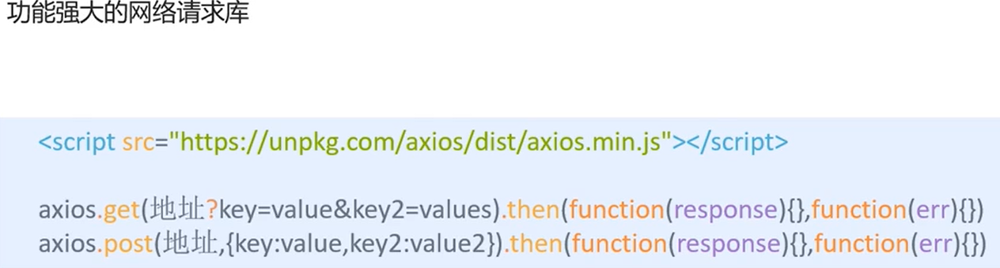 功能强大的网络请求库
<script src="https://unpkg.com/axios/dist/axios.min.js"></script>
axios.get(地址?key=value&key2=values).then(function(response){},function(err){})
axios.post(地址,{key:value,key2:value2}).then(function(response){},function(err){})